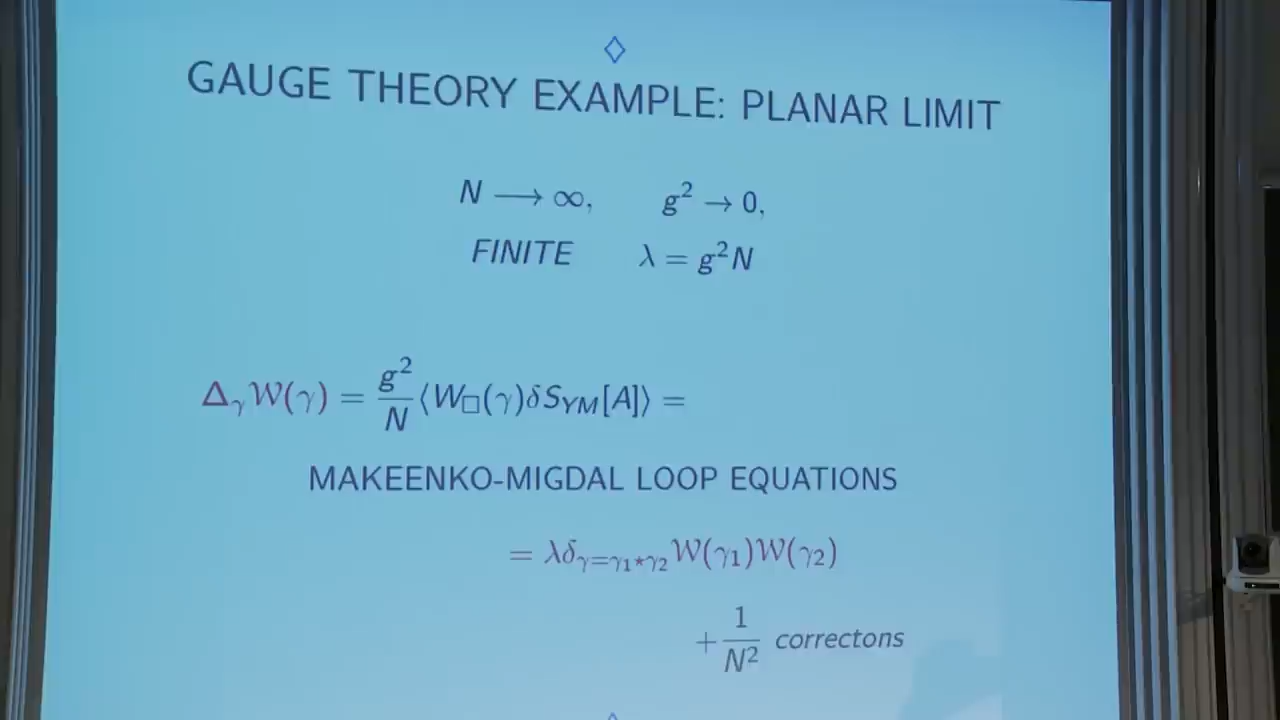 GAUGE THEORY EXAMPLE: PLANAR LIMIT
N ⟶ ∞, g² → 0,
FINITE λ = g²N
Δ_γ𝒲(γ) = g²/N ⟨W_□(γ)δS_YM[A]⟩ =
MAKEENKO-MIGDAL LOOP EQUATIONS
= λδ_{γ=γ₁⋆γ₂}𝒲(γ₁)𝒲(γ₂)
+ 1/N² correctons